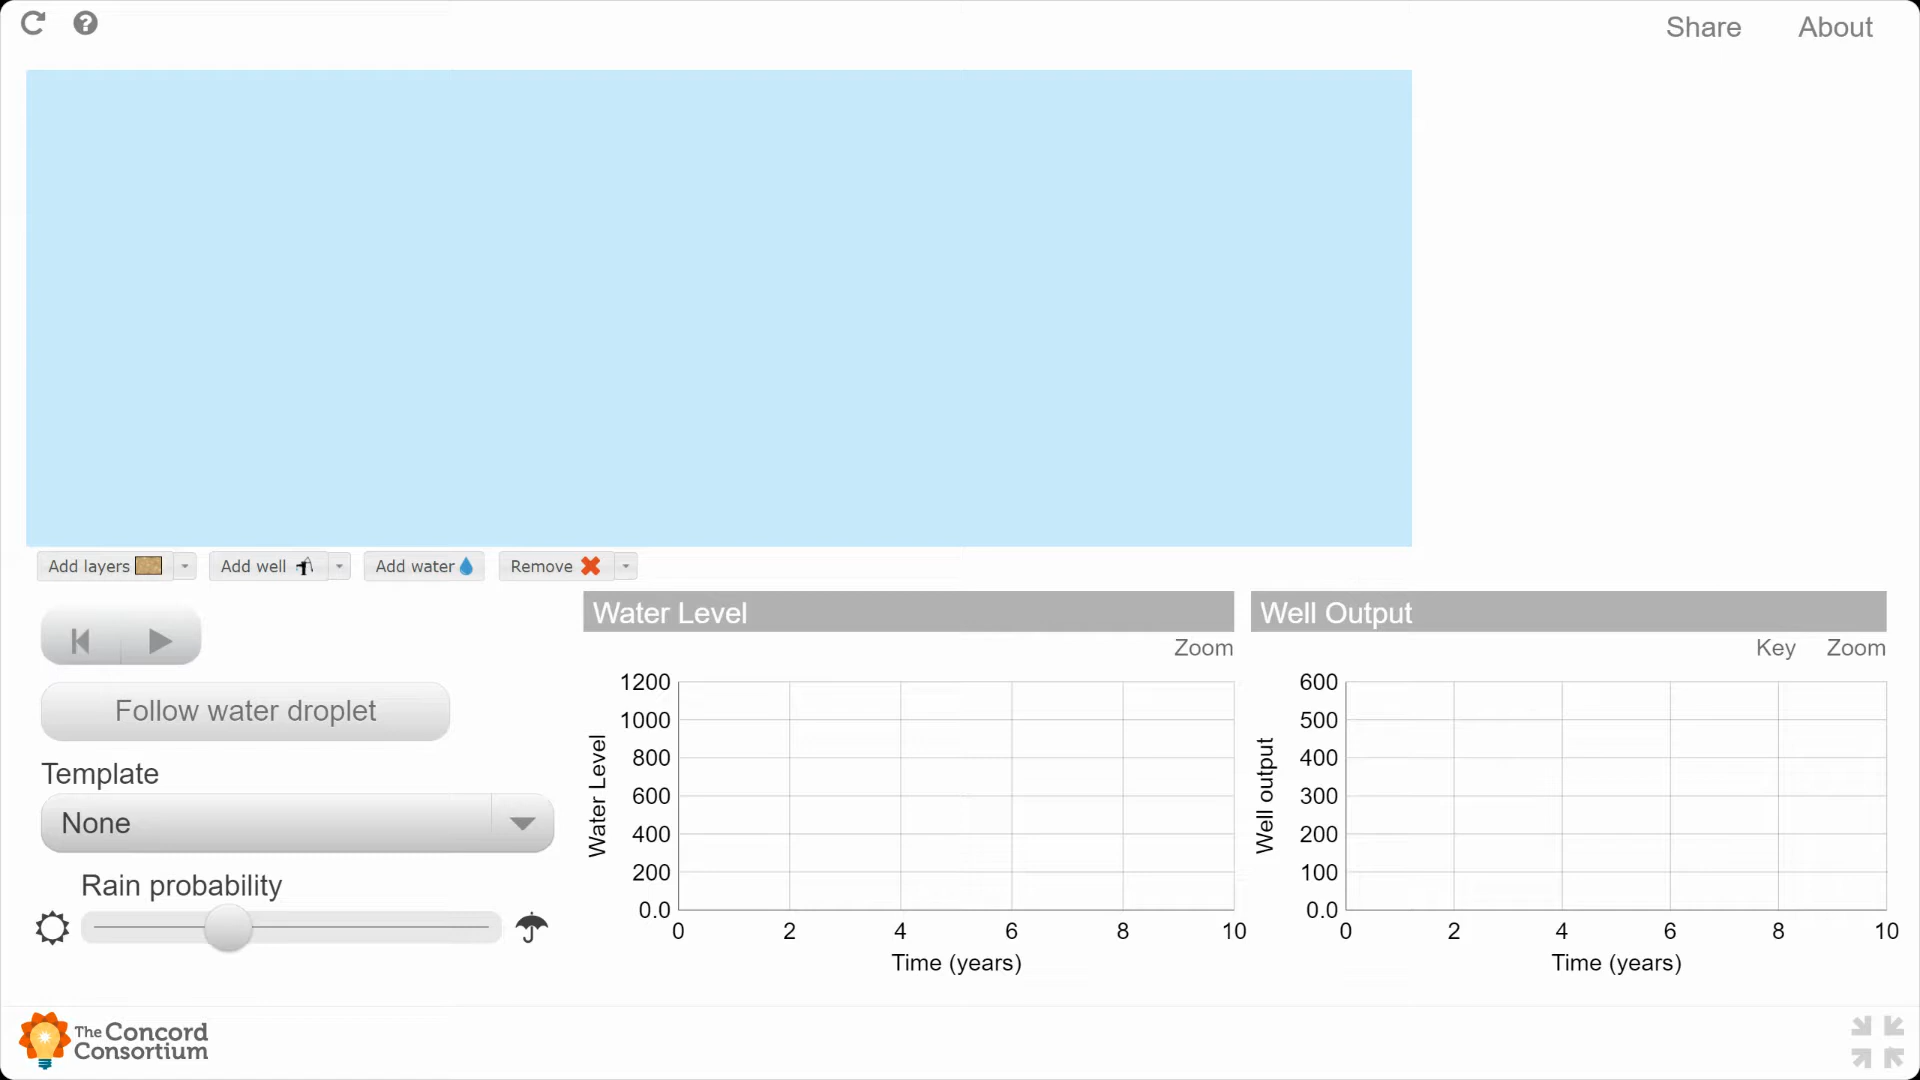 Share About
Add layers Add well Add water Remove
Water Level
Zoom
1200
1000
800
600
400
200
0.0
Water Level
0 2 4 6 8 10
Time (years)
Well Output
Key Zoom
600
500
400
300
200
100
0.0
Well output
0 2 4 6 8 10
Time (years)
Follow water droplet
Template
None
Rain probability
The Concord
Consortium